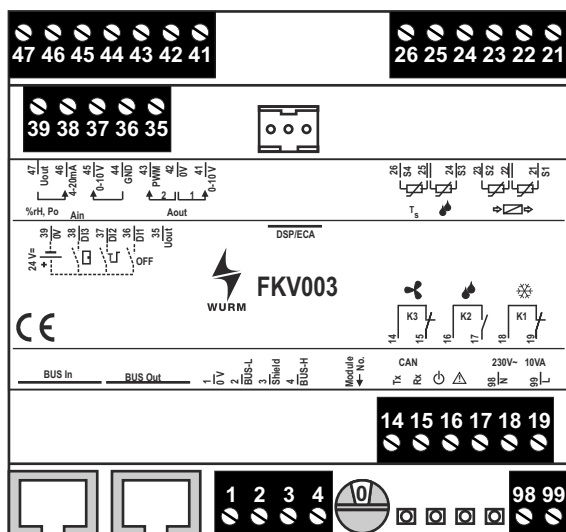 47 46 45 44 43 42 41
26 25 24 23 22 21
39 38 37 36 35
47 Uout 46 4-20mA 45 0-10 V 44 GND 43 PWM 42 0V 41 0-10 V
2 1
%rH, Po Ain Aout
26 S4 25 24 S3 23 S2 22 21 S1
Ts
24 V= + 39 0V 38 DI3 37 DI2 36 DI1 35 Uout
OFF
DSP/ECA
WURM
FKV003
K3 K2 K1
14 15 16 17 18 19
CE
BUS In BUS Out
1 0 V 2 BUS-L 3 Shield 4 BUS-H
Module No.
CAN
Tx Rx
230V~ 10VA
98 N 99 L
14 15 16 17 18 19
1 2 3 4
0
98 99